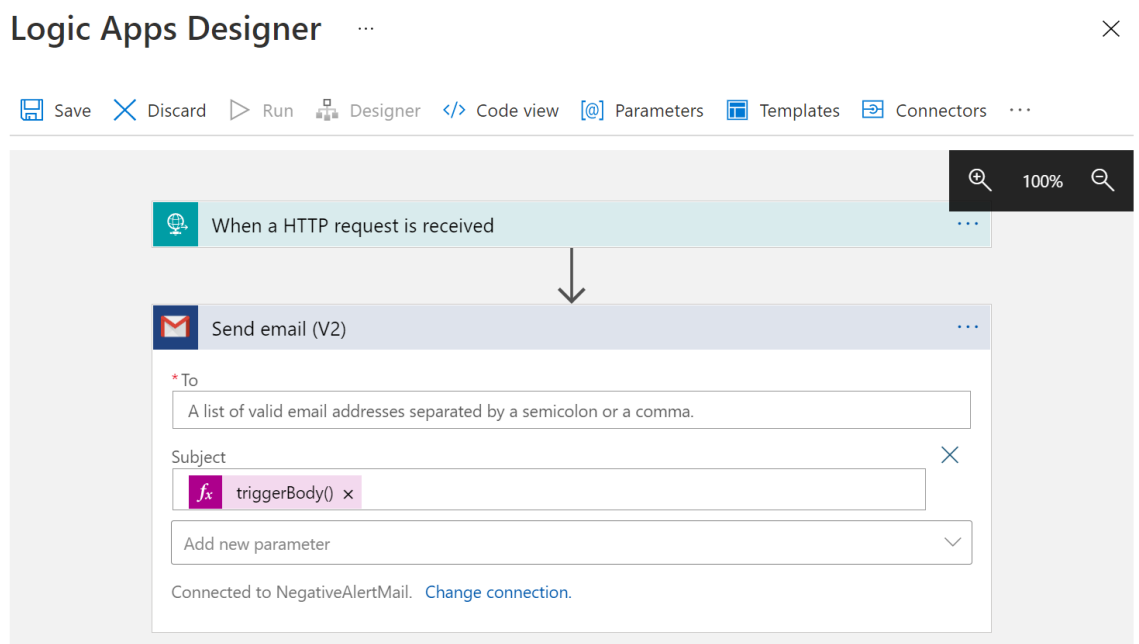 Logic Apps Designer ...
Save Discard Run Designer </> Code view [@] Parameters Templates Connectors ...
100%
When a HTTP request is received ...
Send email (V2) ...
* To
A list of valid email addresses separated by a semicolon or a comma.
Subject
fx triggerBody() ×
Add new parameter
Connected to NegativeAlertMail. Change connection.